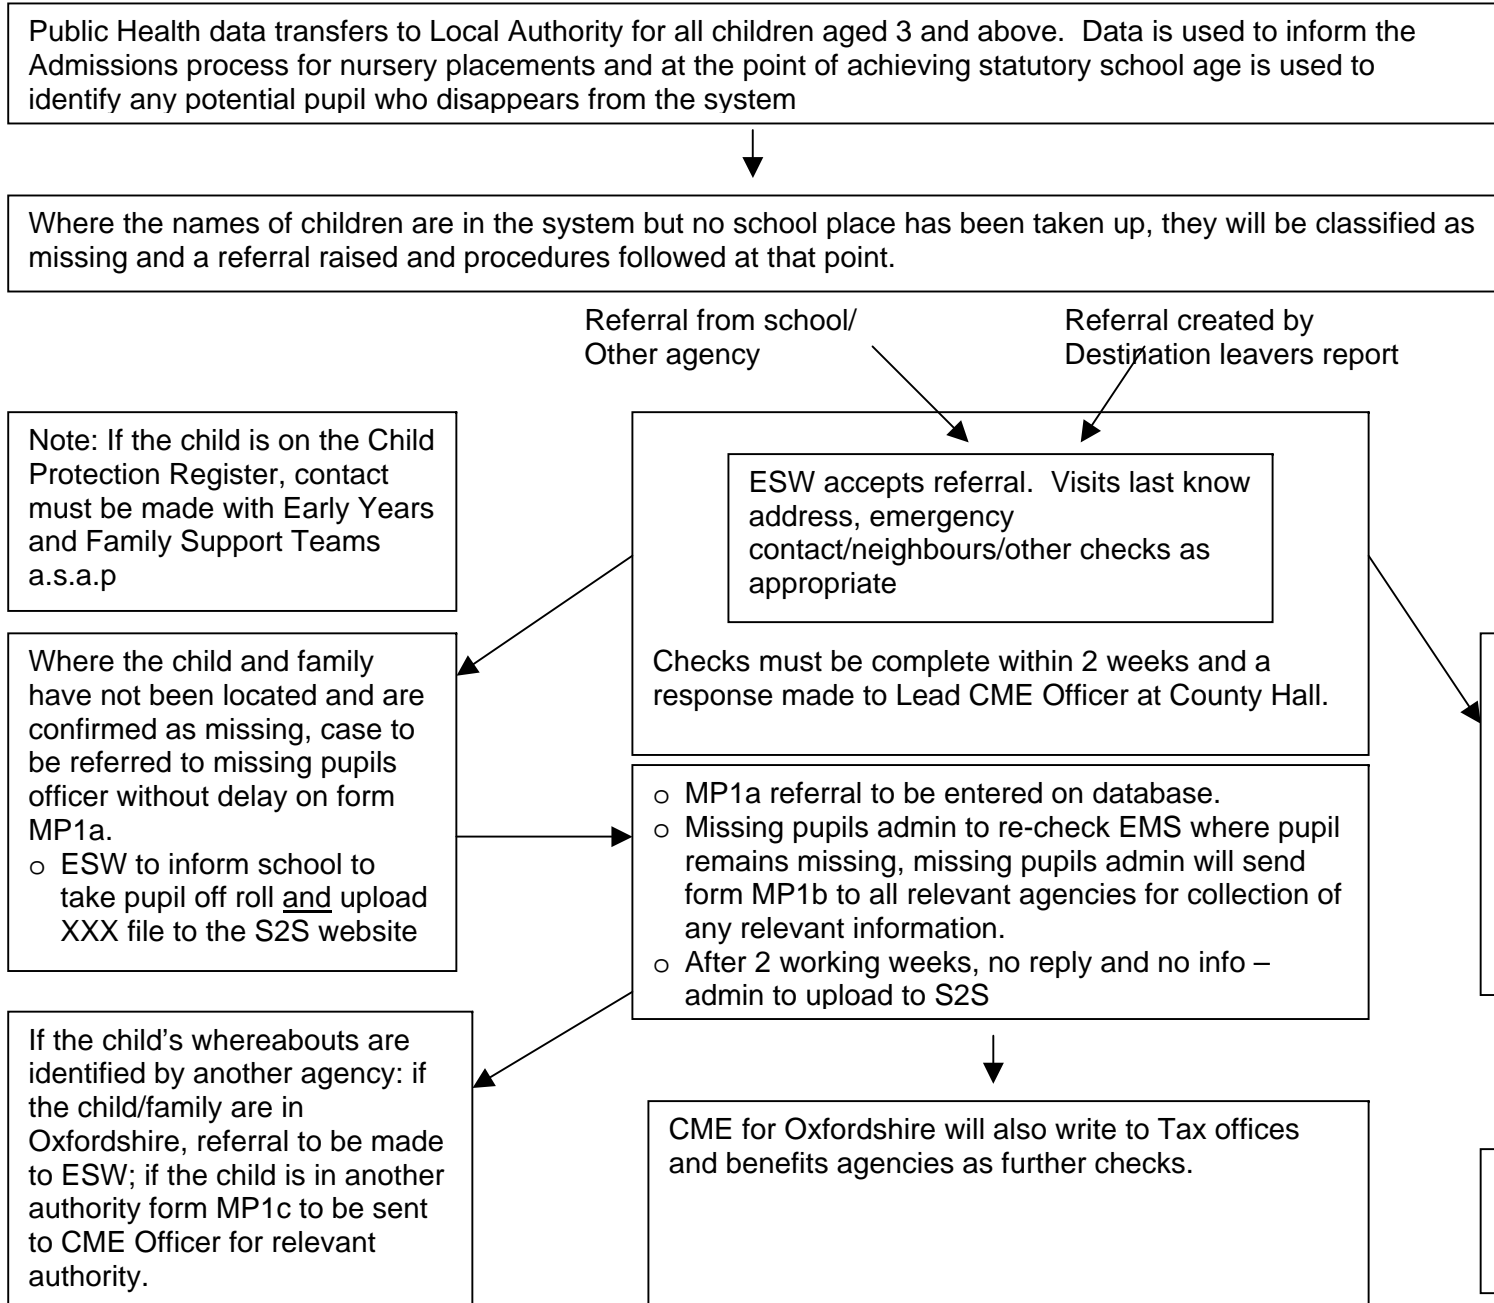 Public Health data transfers to Local Authority for all children aged 3 and above.  Data is used to inform the
Admissions process for nursery placements and at the point of achieving statutory school age is used to
identify any potential pupil who disappears from the system
Where the names of children are in the system but no school place has been taken up, they will be classified as
missing and a referral raised and procedures followed at that point.
Referral from school/
Other agency
Referral created by
Destination leavers report
Note: If the child is on the Child
Protection Register, contact
must be made with Early Years
and Family Support Teams
a.s.a.p
ESW accepts referral.  Visits last know
address, emergency
contact/neighbours/other checks as
appropriate
Checks must be complete within 2 weeks and a
response made to Lead CME Officer at County Hall.
Where the child and family
have not been located and are
confirmed as missing, case to
be referred to missing pupils
officer without delay on form
MP1a.
o ESW to inform school to
take pupil off roll and upload
XXX file to the S2S website
o MP1a referral to be entered on database.
o Missing pupils admin to re-check EMS where pupil
remains missing, missing pupils admin will send
form MP1b to all relevant agencies for collection of
any relevant information.
o After 2 working weeks, no reply and no info –
admin to upload to S2S
If the child’s whereabouts are
identified by another agency: if
the child/family are in
Oxfordshire, referral to be made
to ESW; if the child is in another
authority form MP1c to be sent
to CME Officer for relevant
authority.
CME for Oxfordshire will also write to Tax offices
and benefits agencies as further checks.